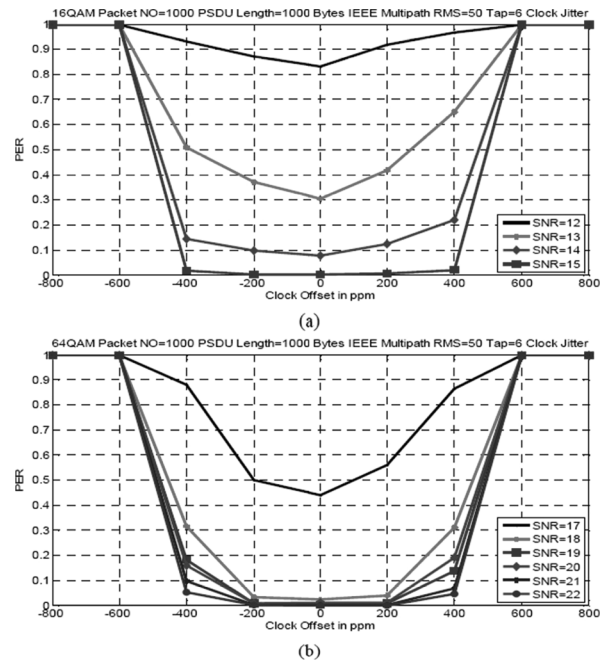 16QAM Packet NO=1000 PSDU Length=1000 Bytes IEEE Multipath RMS=50 Tap=6 Clock Jitter
1
0.9
0.8
0.7
0.6
0.5
0.4
0.3
0.2
0.1
0
PER
SNR=12
SNR=13
SNR=14
SNR=15
-800 -600 -400 -200 0 200 400 600 800
Clock Offset in ppm
(a)
64QAM Packet NO=1000 PSDU Length=1000 Bytes IEEE Multipath RMS=50 Tap=6 Clock Jitter
1
0.9
0.8
0.7
0.6
0.5
0.4
0.3
0.2
0.1
0
PER
SNR=17
SNR=18
SNR=19
SNR=20
SNR=21
SNR=22
-800 -600 -400 -200 0 200 400 600 800
Clock Offset in ppm
(b)